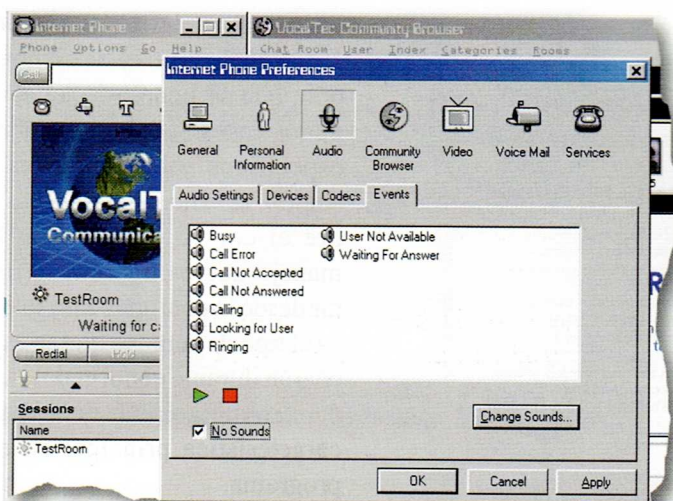 Internet Phone
Phone Options Go Help
Call
VocalTec Community Browser
Chat Room User Index Categories Rooms
VocalT
Communica
TestRoom
Waiting for c
Redial Hold
Sessions
Name
TestRoom
Internet Phone Preferences
General
Personal Information
Audio
Community Browser
Video
Voice Mail
Services
Audio Settings
Devices
Codecs
Events
Busy
Call Error
Call Not Accepted
Call Not Answered
Calling
Looking for User
Ringing
User Not Available
Waiting For Answer
No Sounds
Change Sounds...
OK
Cancel
Apply